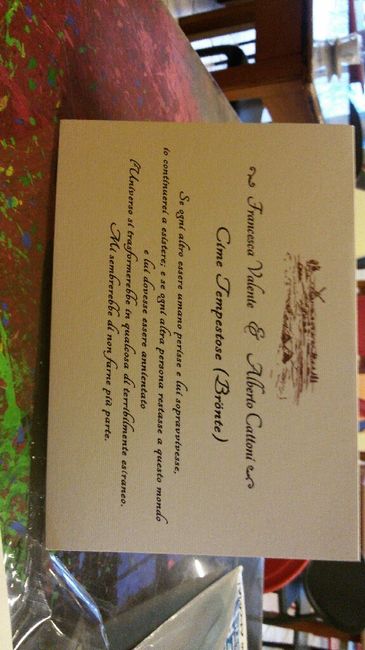 Francesca Valente & Alberto Cattoni
Cime Tempestose (Brönte)
Se ogni altro essere umano perisse e lui sopravvivesse,
io continuerei a esistere; e se ogni altra persona restasse a questo mondo
e lui dovesse essere annientato
l'Universo si trasformerebbe in qualcosa di terribilmente estraneo.
Mi sembrerebbe di non farne più parte.